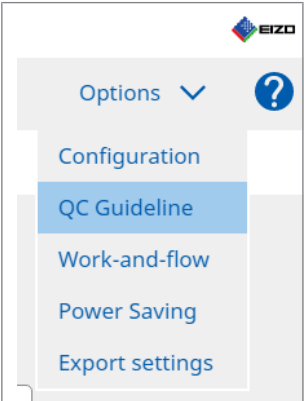 EIZO
Options
?
Configuration
QC Guideline
Work-and-flow
Power Saving
Export settings